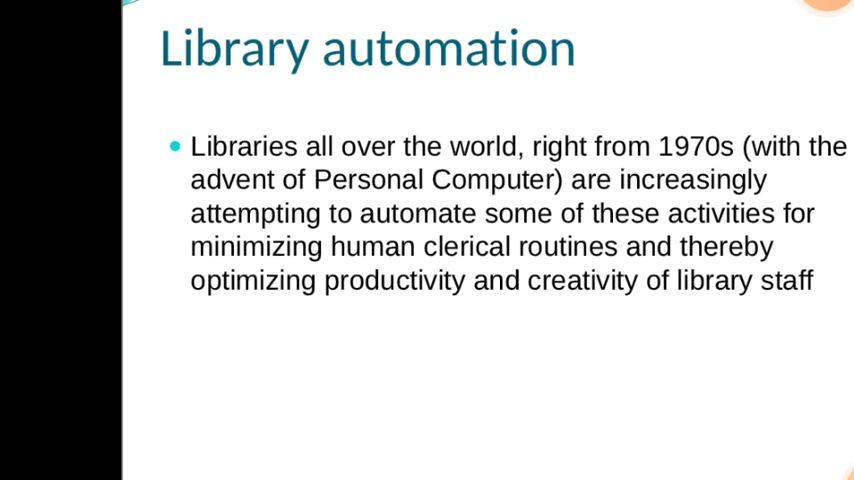 Library automation
Libraries all over the world, right from 1970s (with the
advent of Personal Computer) are increasingly
attempting to automate some of these activities for
minimizing human clerical routines and thereby
optimizing productivity and creativity of library staff